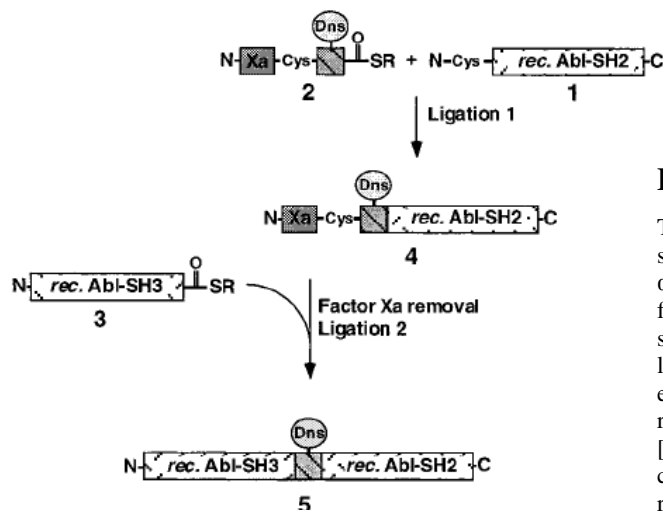 Dns
O
N-Xa-Cys- SR + N-Cys- rec. Abl-SH2 -C
2 1
Ligation 1
Dns
N-Xa-Cys- rec. Abl-SH2 -C
4
O
N- rec. Abl-SH3 SR
3
Factor Xa removal
Ligation 2
Dns
N- rec. Abl-SH3 rec. Abl-SH2 -C
5